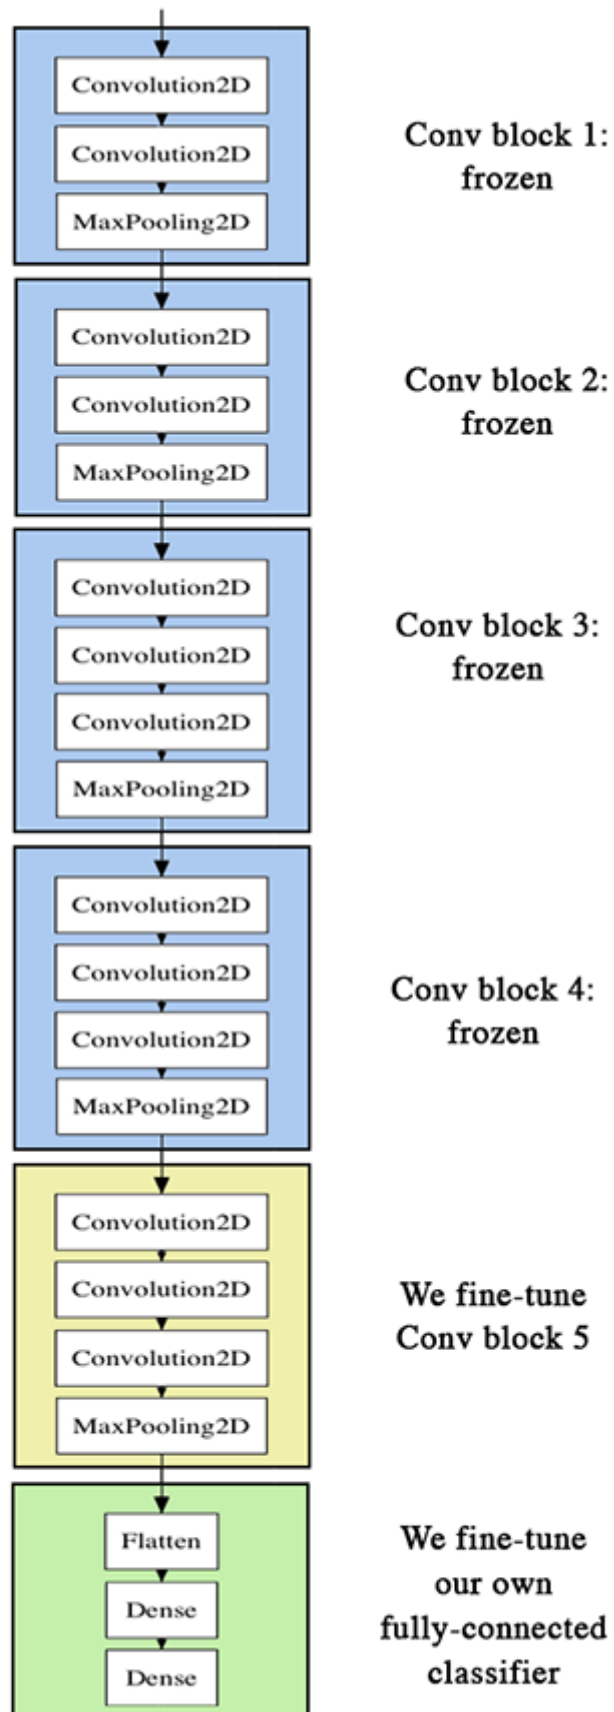 Convolution2D
Convolution2D
MaxPooling2D
Conv block 1:
frozen
Convolution2D
Convolution2D
MaxPooling2D
Conv block 2:
frozen
Convolution2D
Convolution2D
Convolution2D
MaxPooling2D
Conv block 3:
frozen
Convolution2D
Convolution2D
Convolution2D
MaxPooling2D
Conv block 4:
frozen
Convolution2D
Convolution2D
Convolution2D
MaxPooling2D
We fine-tune
Conv block 5
Flatten
Dense
Dense
We fine-tune
our own
fully-connected
classifier